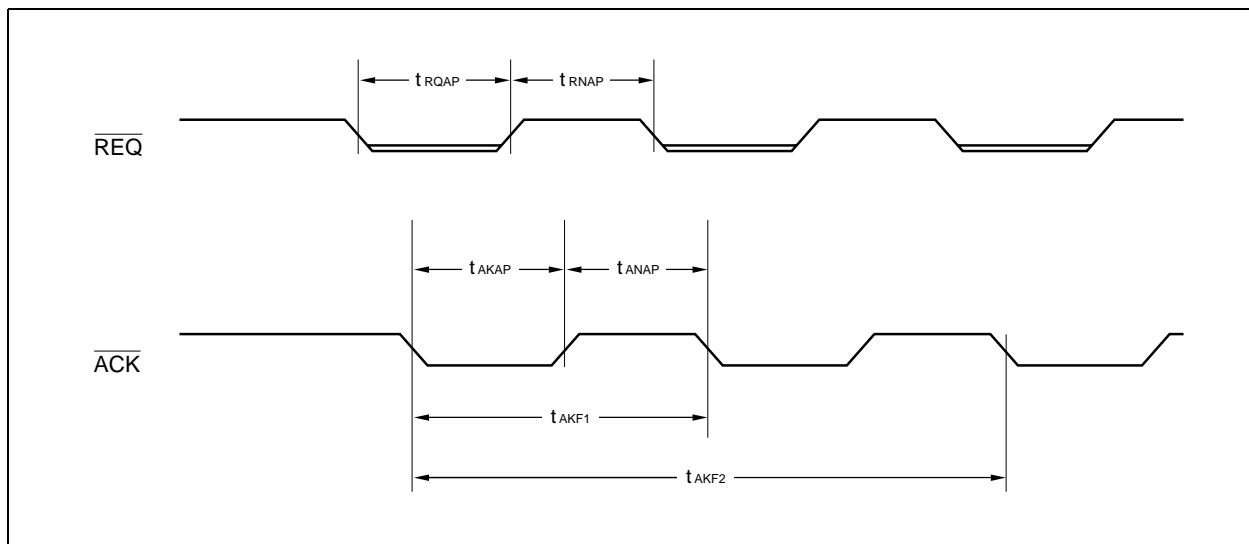 t RQAP
t RNAP
REQ
t AKAP
t ANAP
ACK
t AKF1
t AKF2